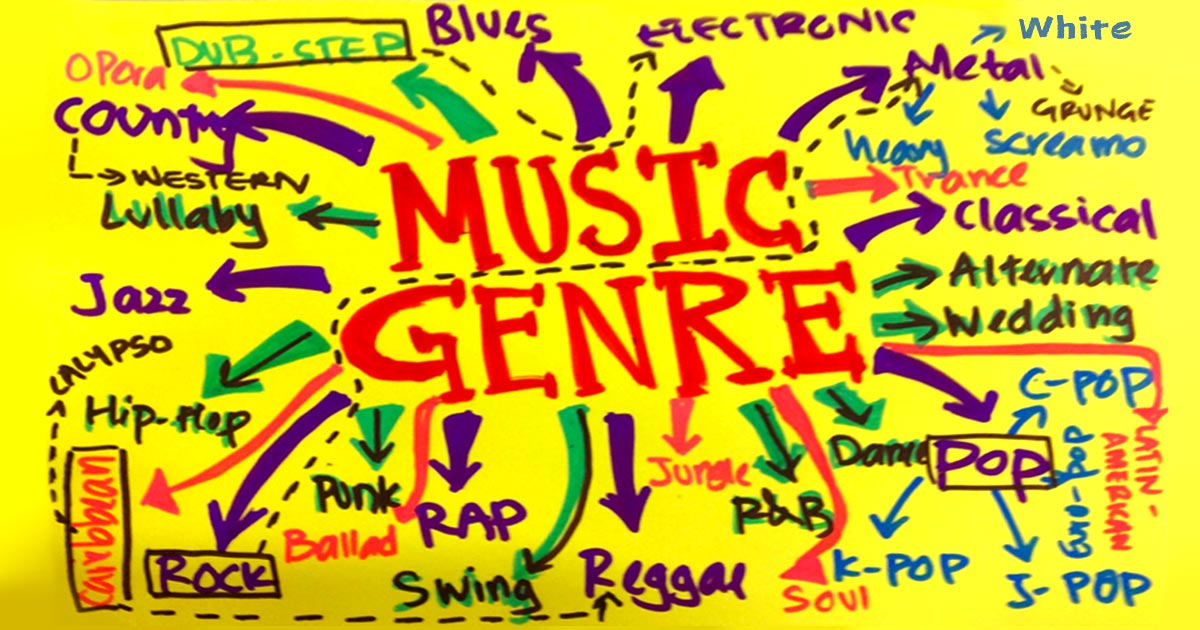 Blues
ELECTRONIC
White
DUB-STEP
Metal
Opera
GRUNGE
Country
heavy
Screamo
WESTERN
Trance
Lullaby
MUSIC
Classical
Alternate
Jazz
GENRE
Wedding
CALYPSO
C-POP
Hip-Hop
Dance
POP
Euro-POP
LATIN-
AMERICAN
Caribbean
Punk
Jungle
R&B
RAP
Ballad
Rock
Swing
Reggae
SOUL
K-POP
J-POP